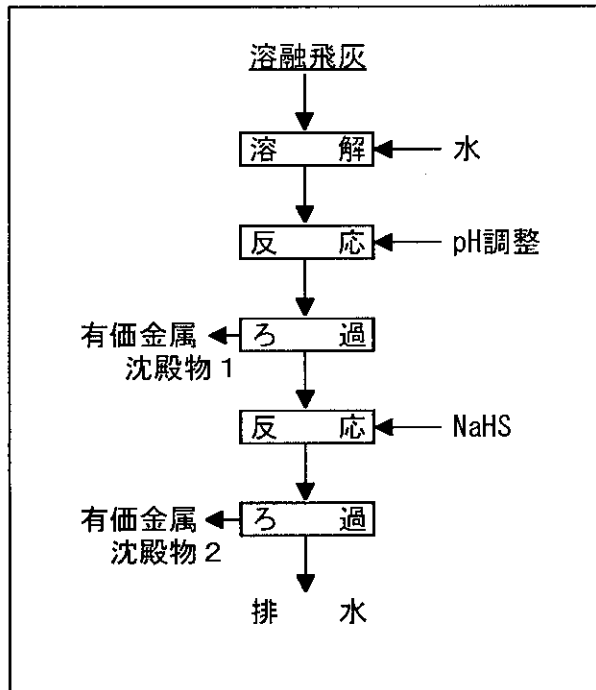 溶融飛灰
溶 解
水
反 応
pH調整
有価金属
沈殿物1
ろ 過
反 応
NaHS
有価金属
沈殿物2
ろ 過
排 水